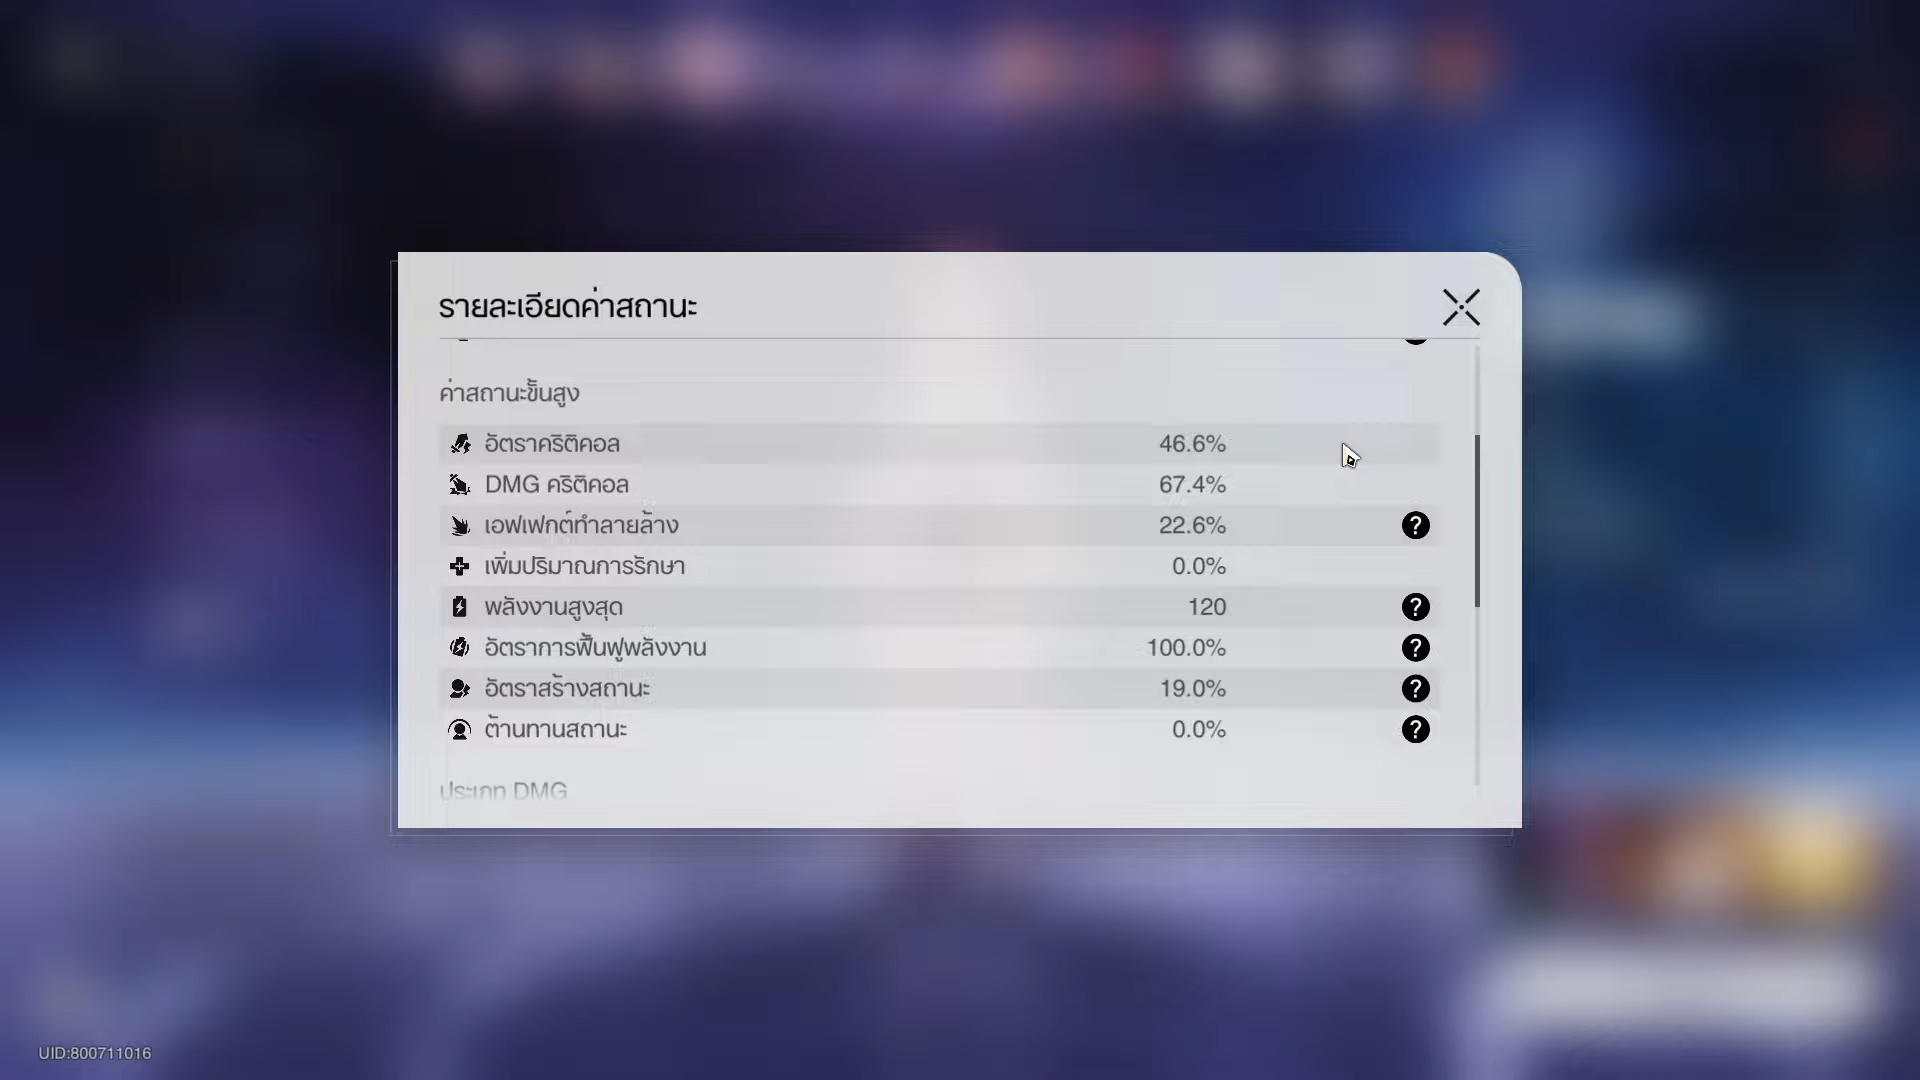 รายละเอียดค่าสถานะ
ค่าสถานะขั้นสูง
อัตราคริติคอล 46.6%
DMG คริติคอล 67.4%
เอฟเฟกต์ทำลายล้าง 22.6% ?
เพิ่มปริมาณการรักษา 0.0%
พลังงานสูงสุด 120 ?
อัตราการฟื้นฟูพลังงาน 100.0% ?
อัตราสร้างสถานะ 19.0% ?
ต้านทานสถานะ 0.0% ?
ประเภท DMG
UID:800711016